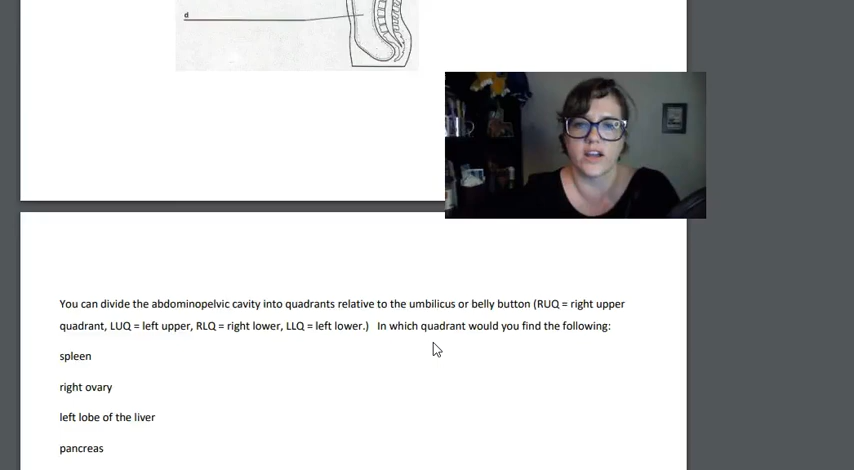 d
You can divide the abdominopelvic cavity into quadrants relative to the umbilicus or belly button (RUQ = right upper
quadrant, LUQ = left upper, RLQ = right lower, LLQ = left lower.)   In which quadrant would you find the following:
spleen
right ovary
left lobe of the liver
pancreas